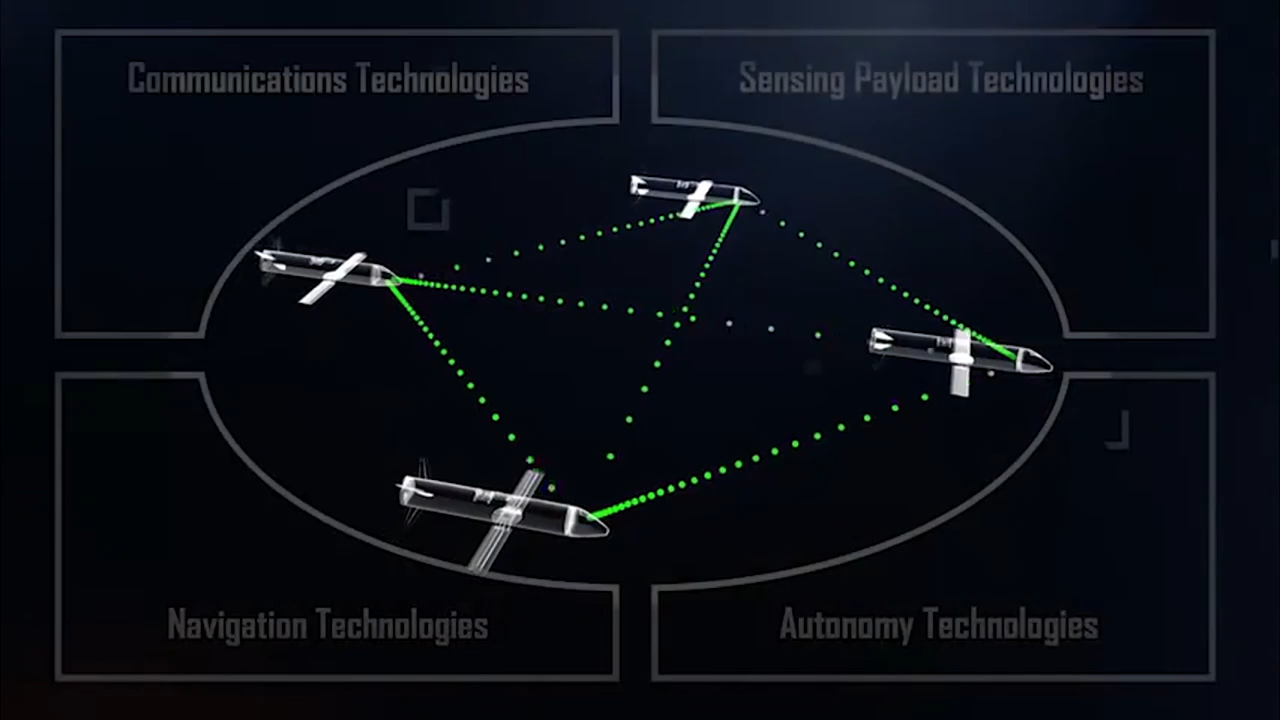 Communications Technologies
Sensing Payload Technologies
Navigation Technologies
Autonomy Technologies